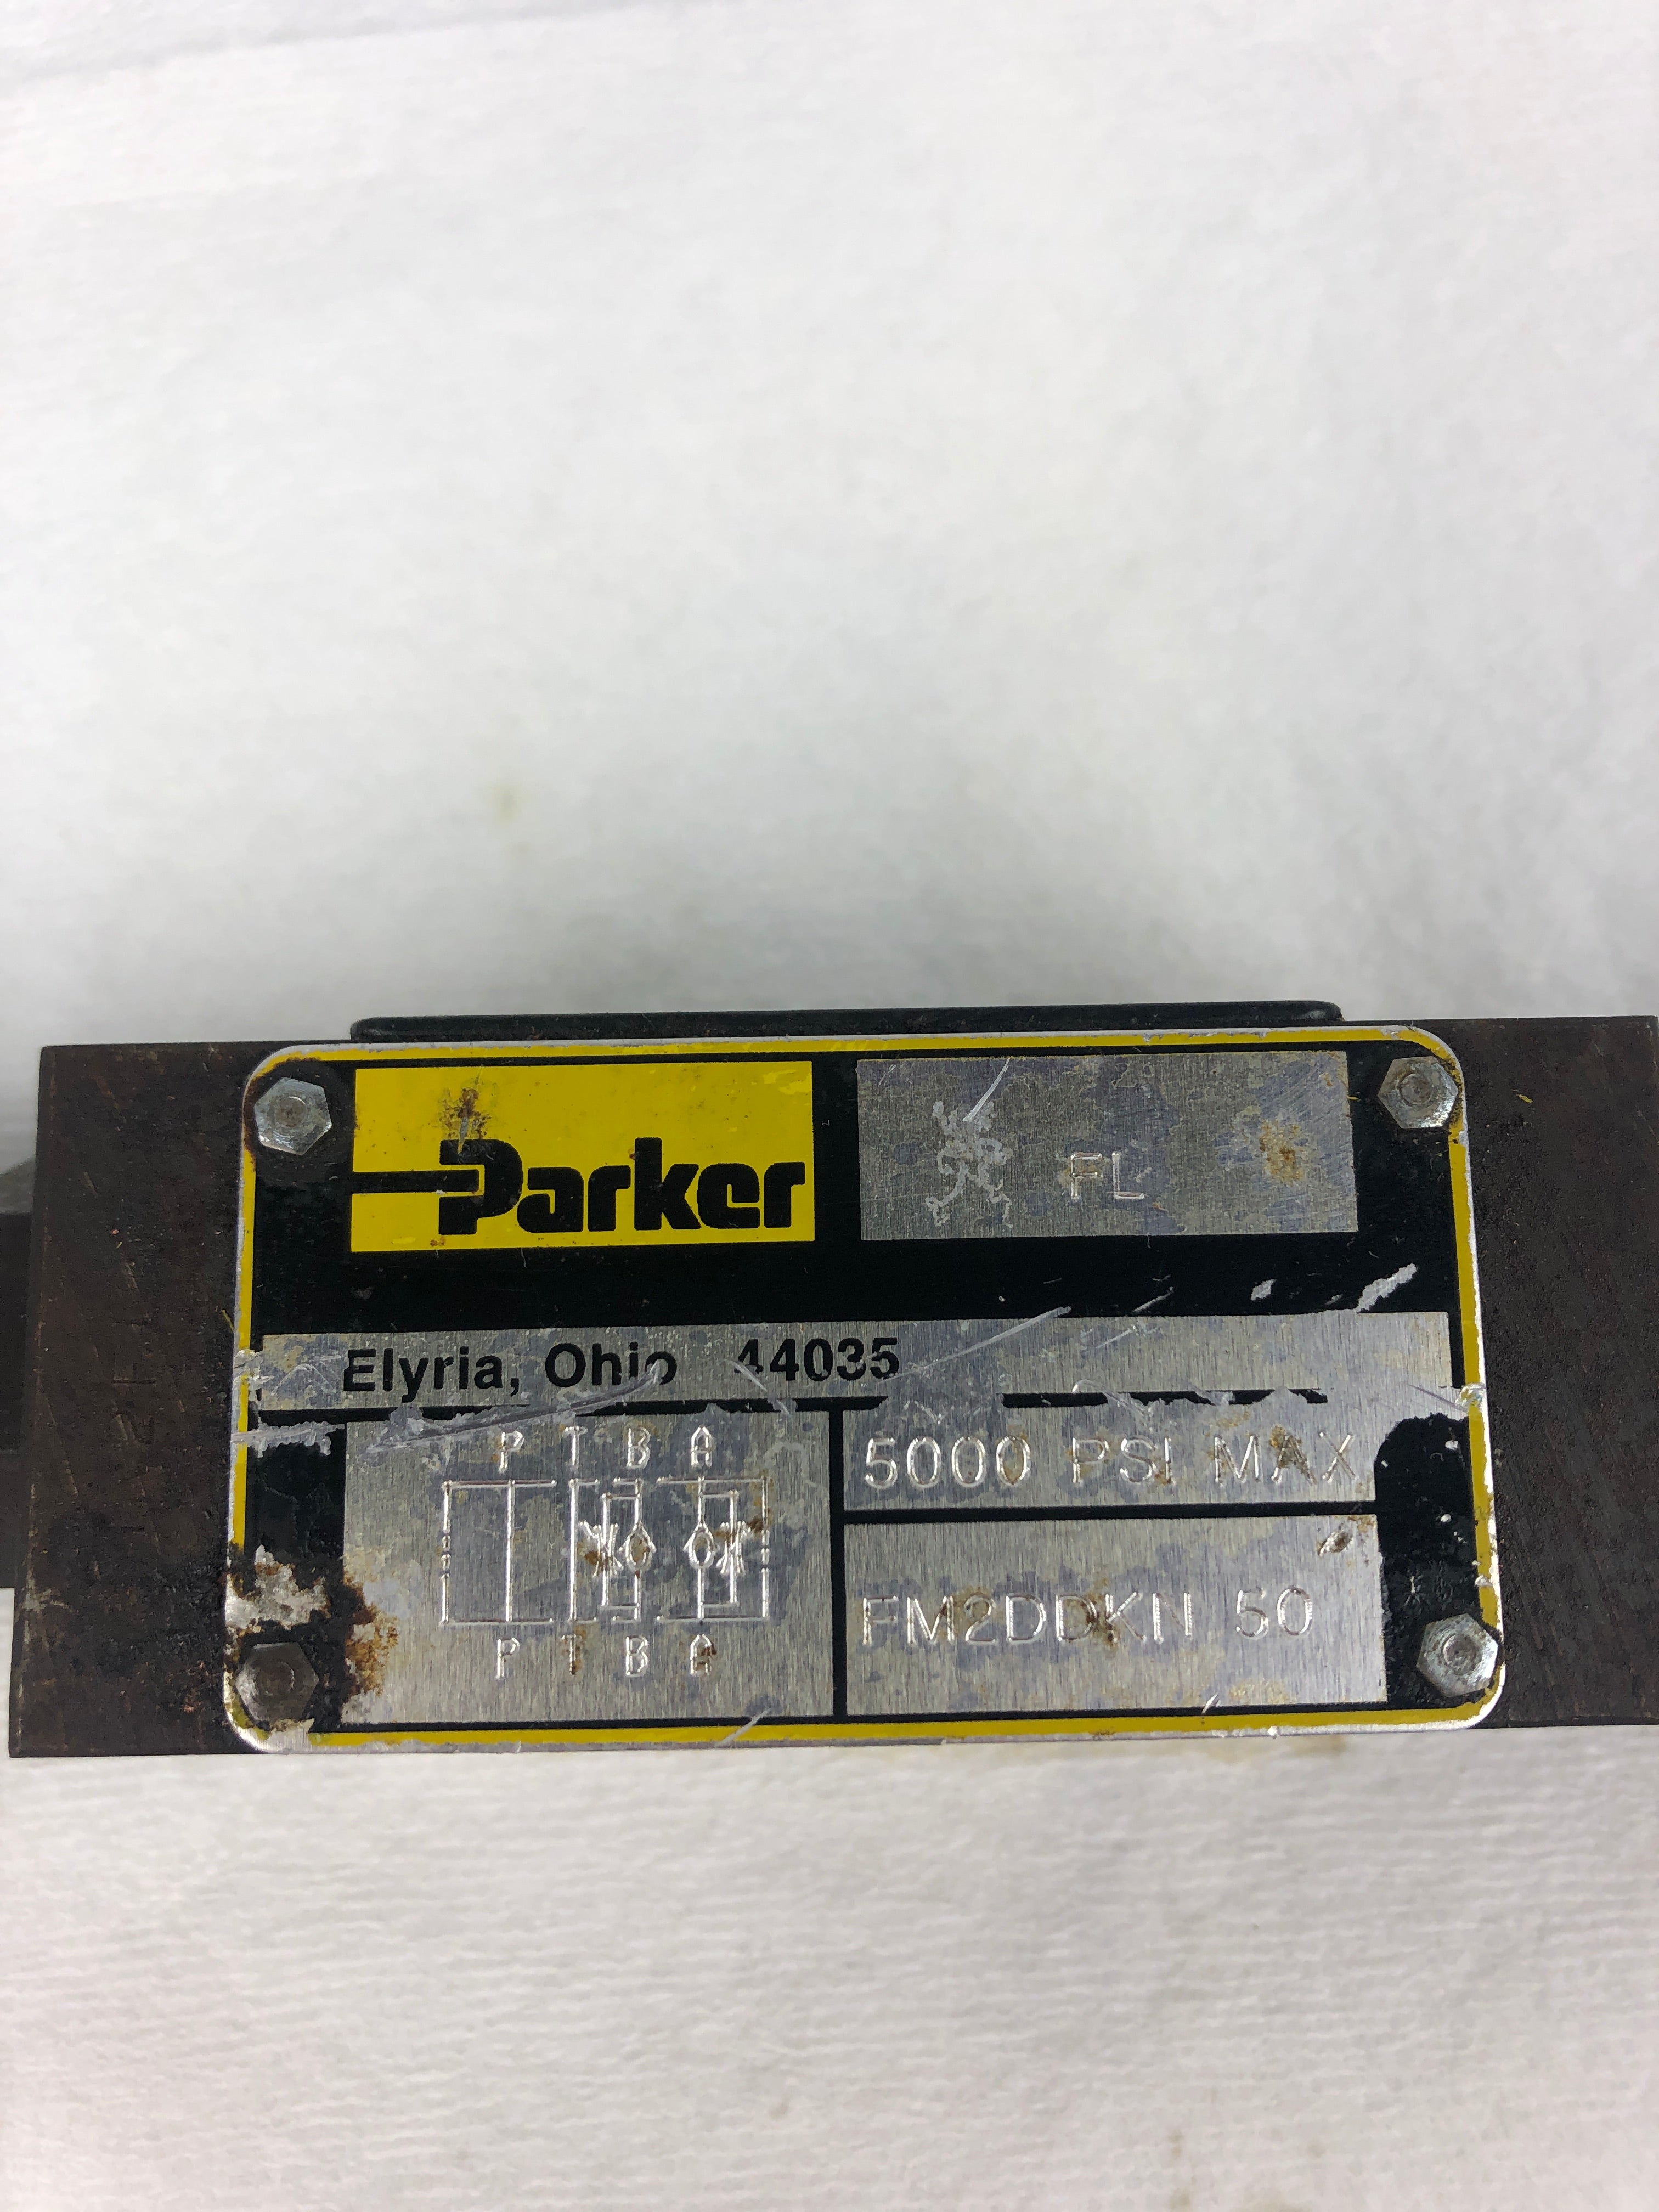 Parker
FL
Elyria, Ohio 44035
P T B A
5000 PSI MAX
P T B A
FM2DDKN 50